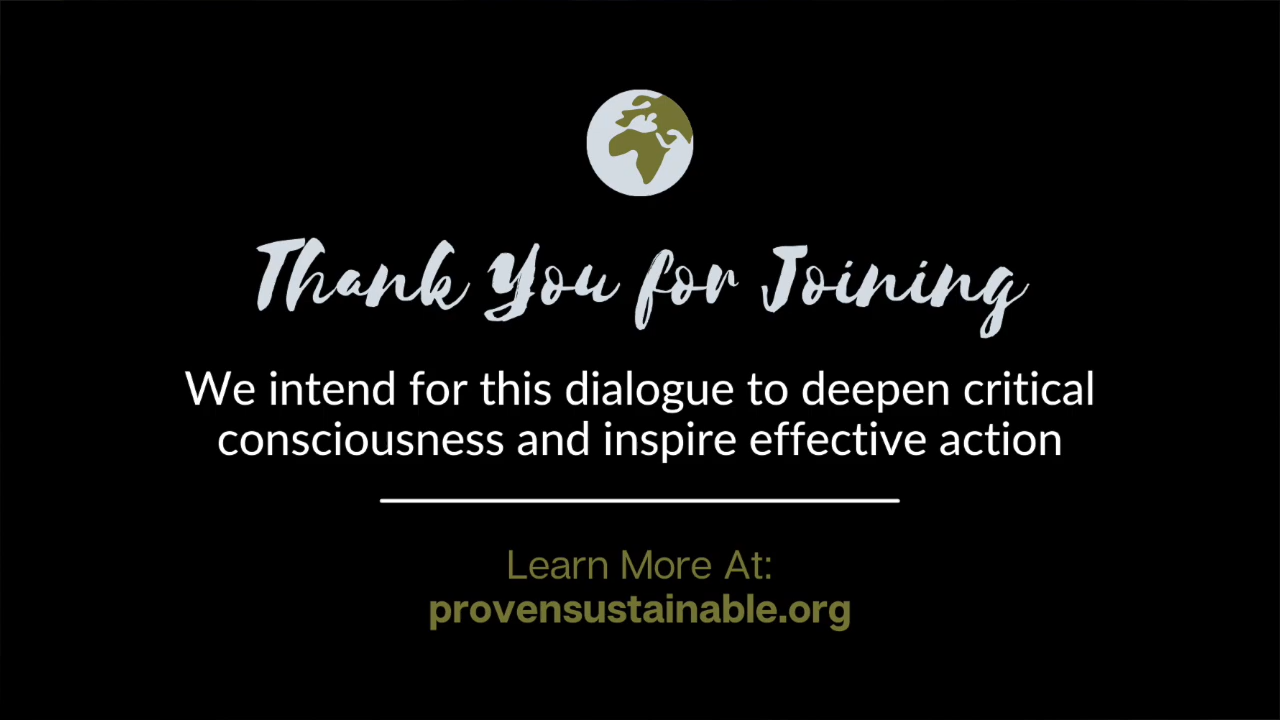 Thank You for Joining
We intend for this dialogue to deepen critical
consciousness and inspire effective action
Learn More At:
provensustainable.org